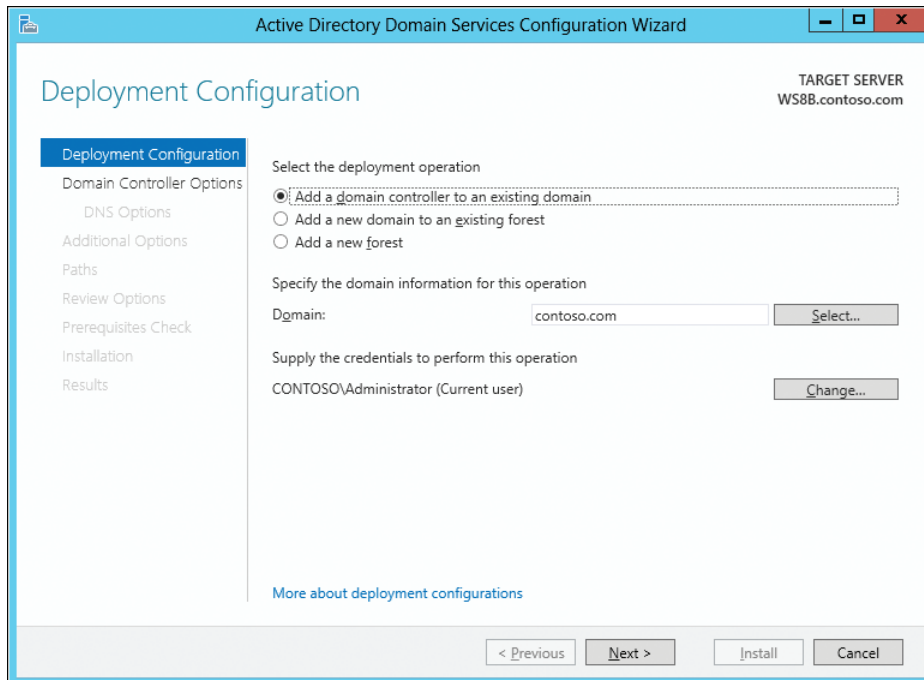 Active Directory Domain Services Configuration Wizard
Deployment Configuration
TARGET SERVER
WS8B.contoso.com
Deployment Configuration
Domain Controller Options
DNS Options
Additional Options
Paths
Review Options
Prerequisites Check
Installation
Results
Select the deployment operation
Add a domain controller to an existing domain
Add a new domain to an existing forest
Add a new forest
Specify the domain information for this operation
Domain: contoso.com Select...
Supply the credentials to perform this operation
CONTOSO\Administrator (Current user) Change...
More about deployment configurations
< Previous Next > Install Cancel